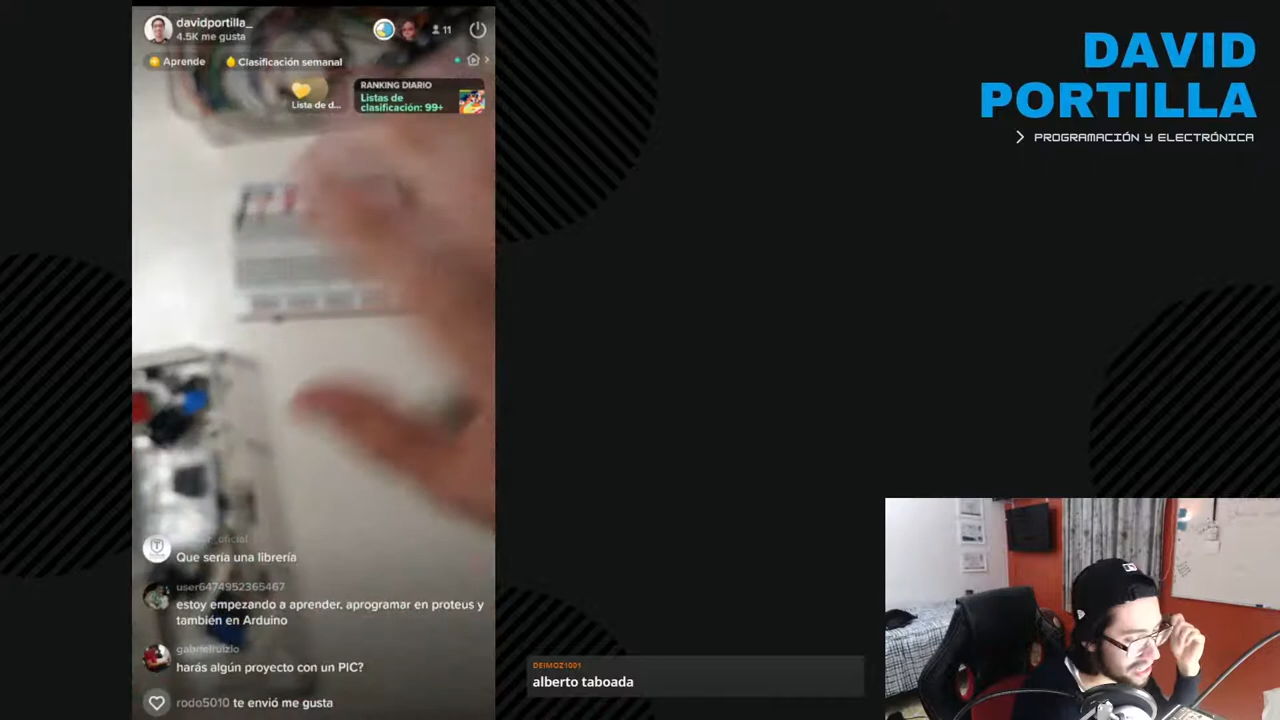 davidportilla_
4.5K me gusta
11
Aprende
Clasificación semanal
Lista de d...
RANKING DIARIO
Listas de
clasificación: 99+
_oficial
Que sería una librería
user6474952365467
estoy empezando a aprender, aprogramar en proteus y
también en Arduino
gabrielruizio
harás algún proyecto con un PIC?
rodo5010 te envió me gusta
DEIMOZ1001
alberto taboada
DAVID
PORTILLA
PROGRAMACIÓN Y ELECTRÓNICA